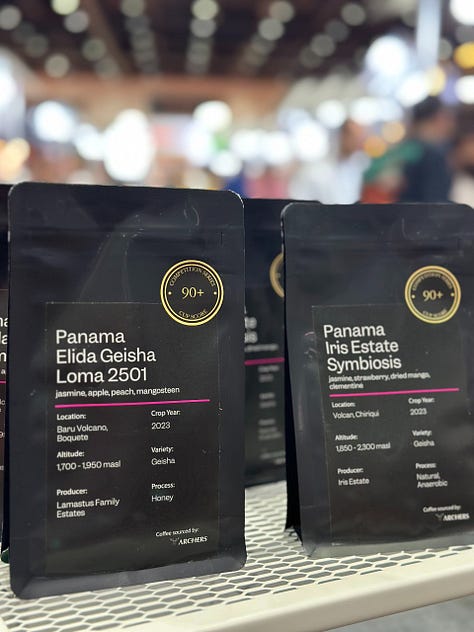 COMPETITION SERIES
90+
CUP SCORE
Panama
Elida Geisha
Loma 2501
jasmine, apple, peach, mangosteen
Location:
Baru Volcano,
Boquete
Crop Year:
2023
Altitude:
1,700 - 1,950 masl
Variety:
Geisha
Producer:
Lamastus Family
Estates
Process:
Honey
Coffee sourced by:
ARCHERS
COMPETITION SERIES
90+
CUP SCORE
Panama
Iris Estate
Symbiosis
jasmine, strawberry, dried mango,
clementine
Location:
Volcan, Chiriqui
Crop Year:
2023
Altitude:
1,850 - 2,300 masl
Variety:
Geisha
Producer:
Iris Estate
Process:
Natural,
Anaerobic
Coffee sourced by:
ARCHERS